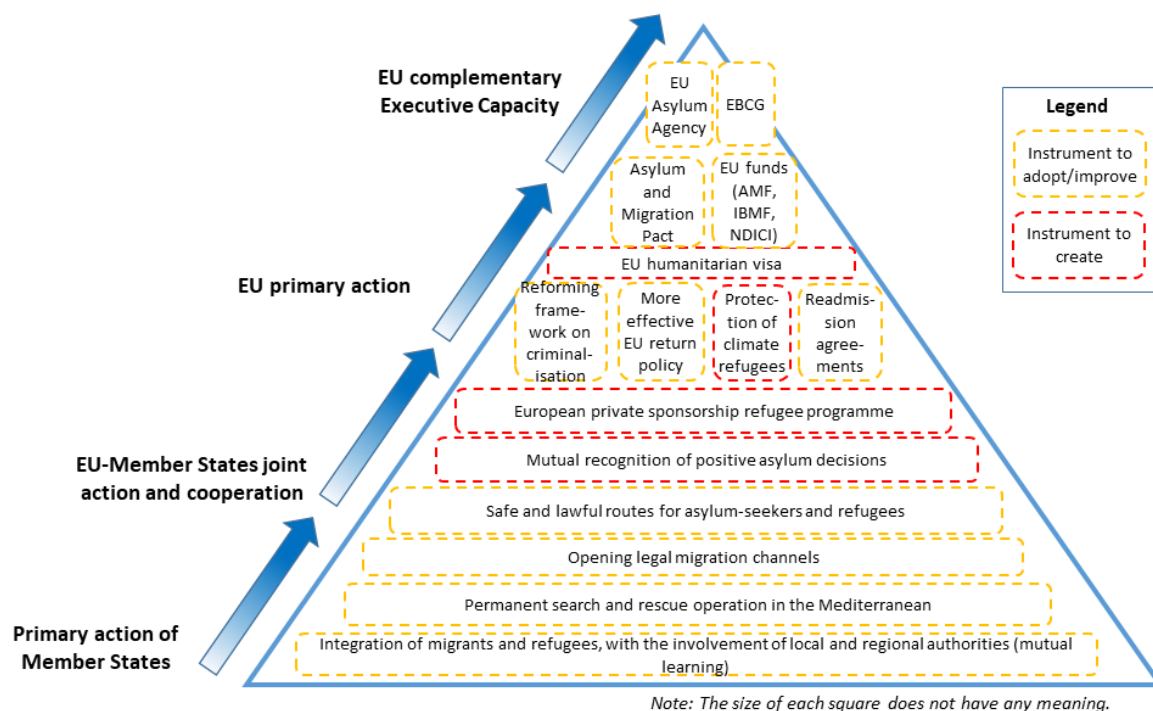 EU complementary
Executive Capacity
EU primary action
EU-Member States joint
action and cooperation
Primary action of
Member States
EU
Asylum
Agency
EBCG
Asylum
and
Migration
Pact
EU funds
(AMF,
IBMF,
NDICI)
EU humanitarian visa
Reforming
frame-
work on
criminal-
isation
More
effective
EU return
policy
Protec-
tion of
climate
refugees
Readmis-
sion
agree-
ments
European private sponsorship refugee programme
Mutual recognition of positive asylum decisions
Safe and lawful routes for asylum-seekers and refugees
Opening legal migration channels
Permanent search and rescue operation in the Mediterranean
Integration of migrants and refugees, with the involvement of local and regional authorities (mutual
learning)
Legend
Instrument to
adopt/improve
Instrument to
create
Note: The size of each square does not have any meaning.